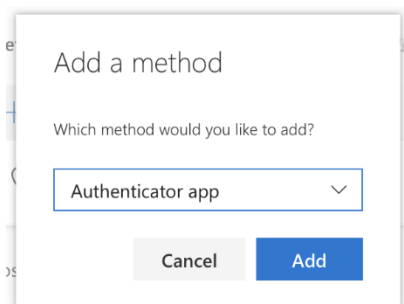 Add a method
Which method would you like to add?
Authenticator app
Cancel Add